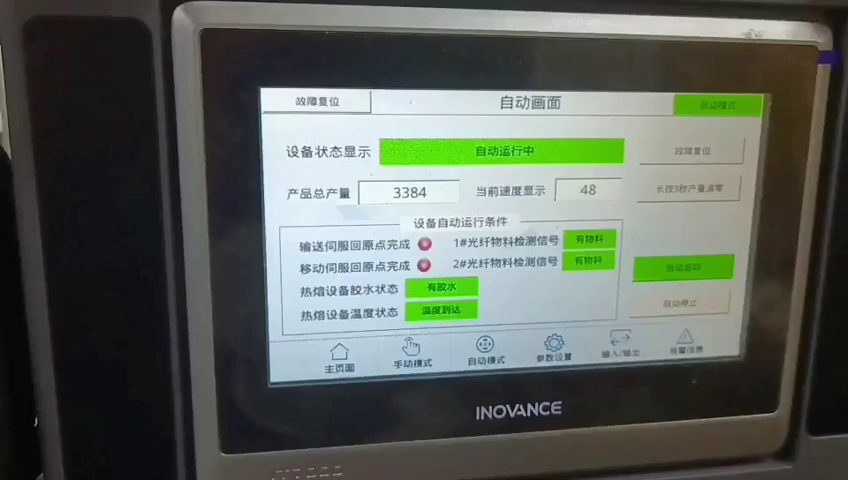 故障复位 自动画面 自动模式
设备状态显示 自动运行中 故障复位
产品总产量 3384 当前速度显示 48 长按3秒产量清零
设备自动运行条件
输送伺服回原点完成 1#光纤物料检测信号 有物料
移动伺服回原点完成 2#光纤物料检测信号 有物料
自动启动
热熔设备胶水状态 有胶水
自动停止
热熔设备温度状态 温度到达
主页面 手动模式 自动模式 参数设置 输入/输出 报警信息
INOVANCE